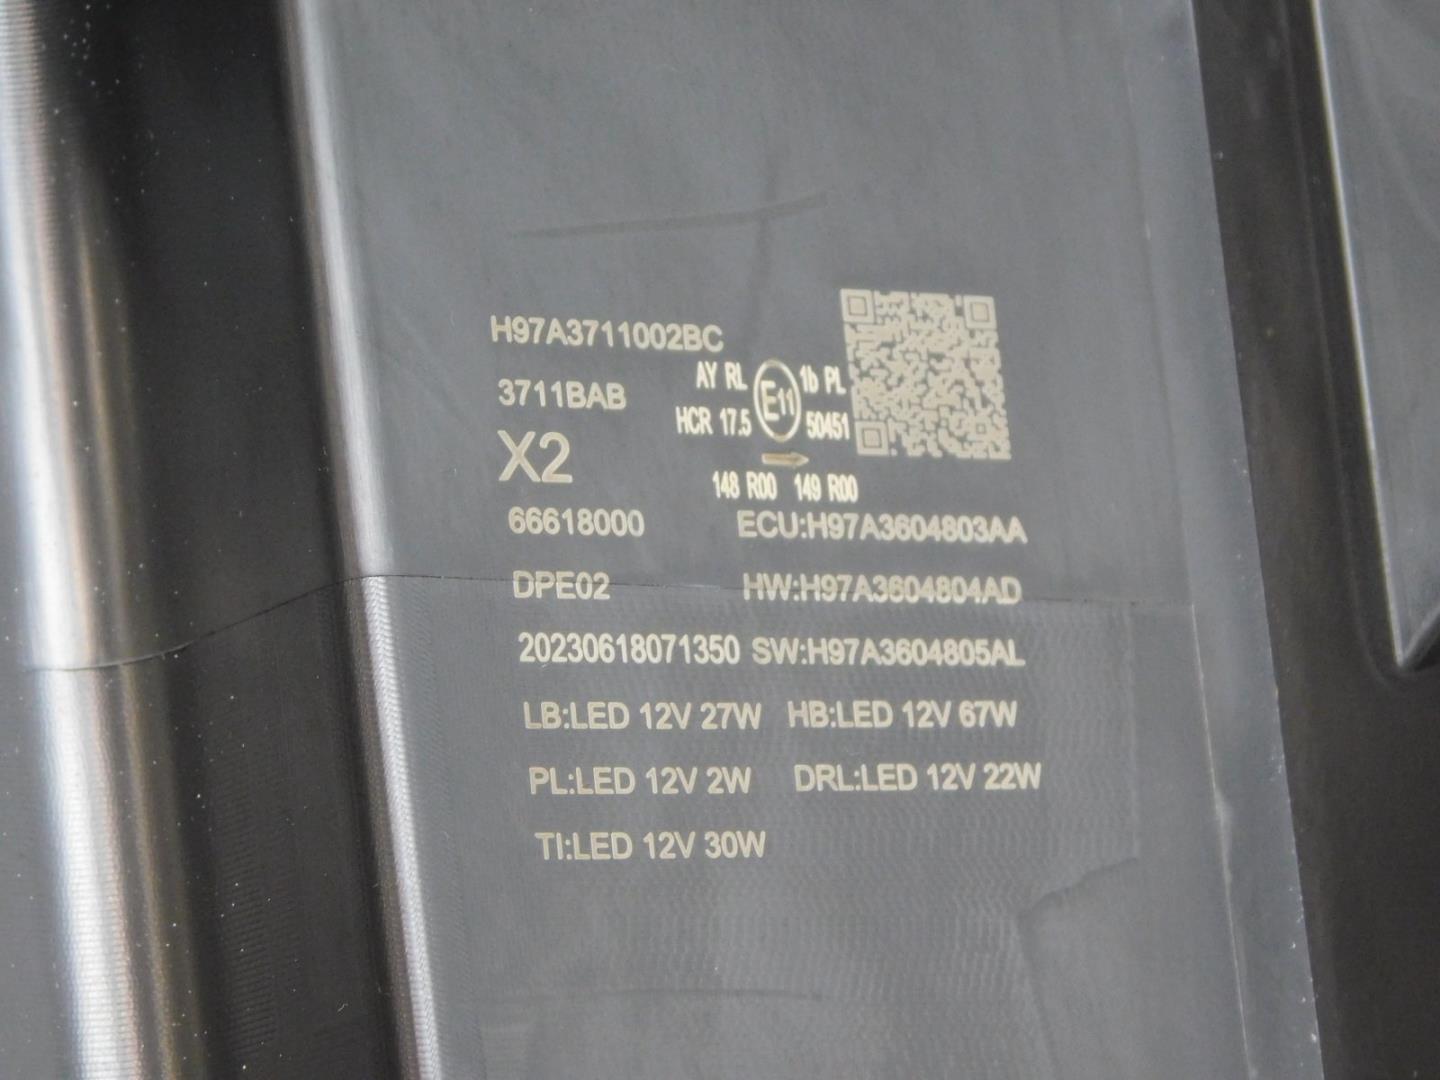 H97A3711002BC
3711BAB
AY RL E11 1b PL
HCR 17.5 50451
X2
148 R00 149 R00
66618000 ECU:H97A3604803AA
DPE02 HW:H97A3604804AD
20230618071350 SW:H97A3604805AL
LB:LED 12V 27W HB:LED 12V 67W
PL:LED 12V 2W DRL:LED 12V 22W
TI:LED 12V 30W